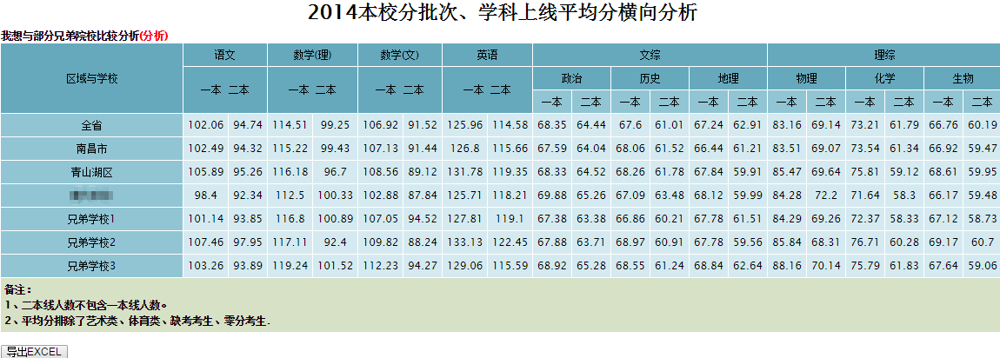 2014本校分批次、学科上线平均分横向分析
我想与部分兄弟院校比较分析(分析)
区域与学校 语文 数学(理) 数学(文) 英语 文综 理综
政治 历史 地理 物理 化学 生物
一本 二本 一本 二本 一本 二本 一本 二本 一本 二本 一本 二本 一本 二本 一本 二本 一本 二本 一本 二本
全省 102.06 94.74 114.51 99.25 106.92 91.52 125.96 114.58 68.35 64.44 67.6 61.01 67.24 62.91 83.16 69.14 73.21 61.79 66.76 60.19
南昌市 102.49 94.32 115.22 99.43 107.13 91.44 126.8 115.66 67.59 64.04 68.06 61.52 66.44 61.21 83.51 69.07 73.54 61.34 66.92 59.47
青山湖区 105.89 95.26 116.18 96.7 108.56 89.12 131.78 119.35 68.33 64.52 68.26 61.78 67.84 59.91 85.47 69.64 75.81 59.12 68.61 59.95
98.4 92.34 112.5 100.33 102.88 87.84 125.71 118.21 69.88 65.26 67.09 63.48 68.12 59.99 84.28 72.2 71.64 58.3 66.17 59.48
兄弟学校1 101.14 93.85 116.8 100.89 107.05 94.52 127.81 119.1 67.38 63.38 66.86 60.21 67.78 61.51 84.29 69.26 72.37 58.33 67.12 58.73
兄弟学校2 107.46 97.95 117.11 92.4 109.82 88.24 133.13 122.45 67.88 63.71 68.97 60.91 67.78 59.56 85.84 68.31 76.71 60.28 69.17 60.7
兄弟学校3 103.26 93.89 119.24 101.52 112.23 94.27 129.06 115.59 68.92 65.28 68.55 61.24 68.84 62.64 88.16 70.14 75.79 61.83 67.64 59.06
备注：
1、二本线人数不包含一本线人数。
2、平均分排除了艺术类、体育类、缺考考生、零分考生.
导出EXCEL